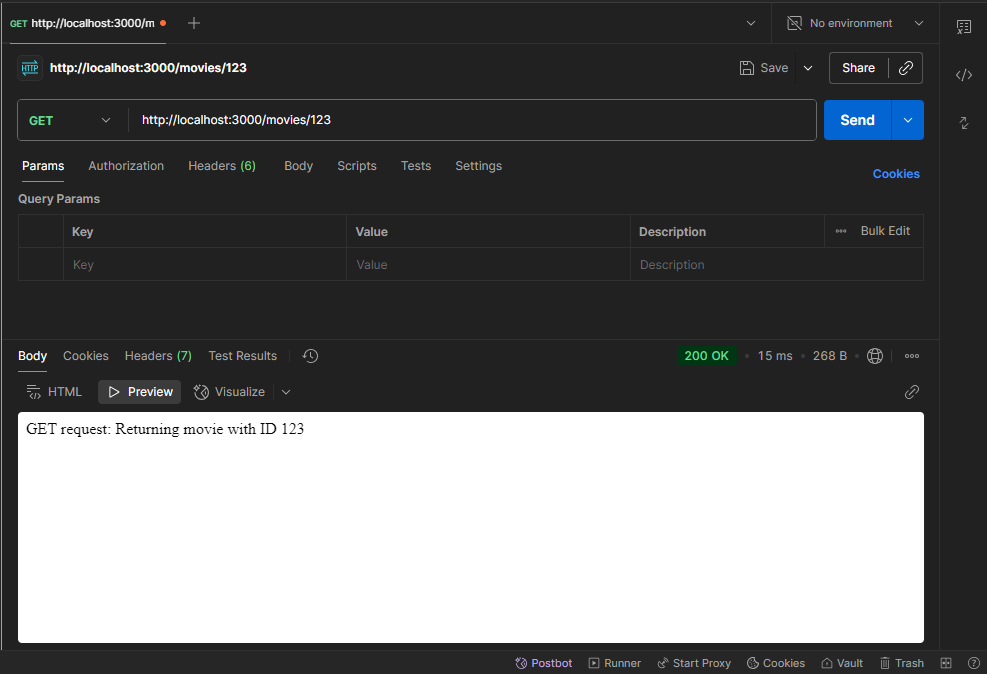 GET http://localhost:3000/m
No environment
HTTP http://localhost:3000/movies/123
Save
Share
GET http://localhost:3000/movies/123
Send
Params Authorization Headers (6) Body Scripts Tests Settings
Cookies
Query Params
Key Value Description Bulk Edit
Key Value Description
Body Cookies Headers (7) Test Results
200 OK • 15 ms • 268 B •
HTML Preview Visualize
GET request: Returning movie with ID 123
Postbot Runner Start Proxy Cookies Vault Trash